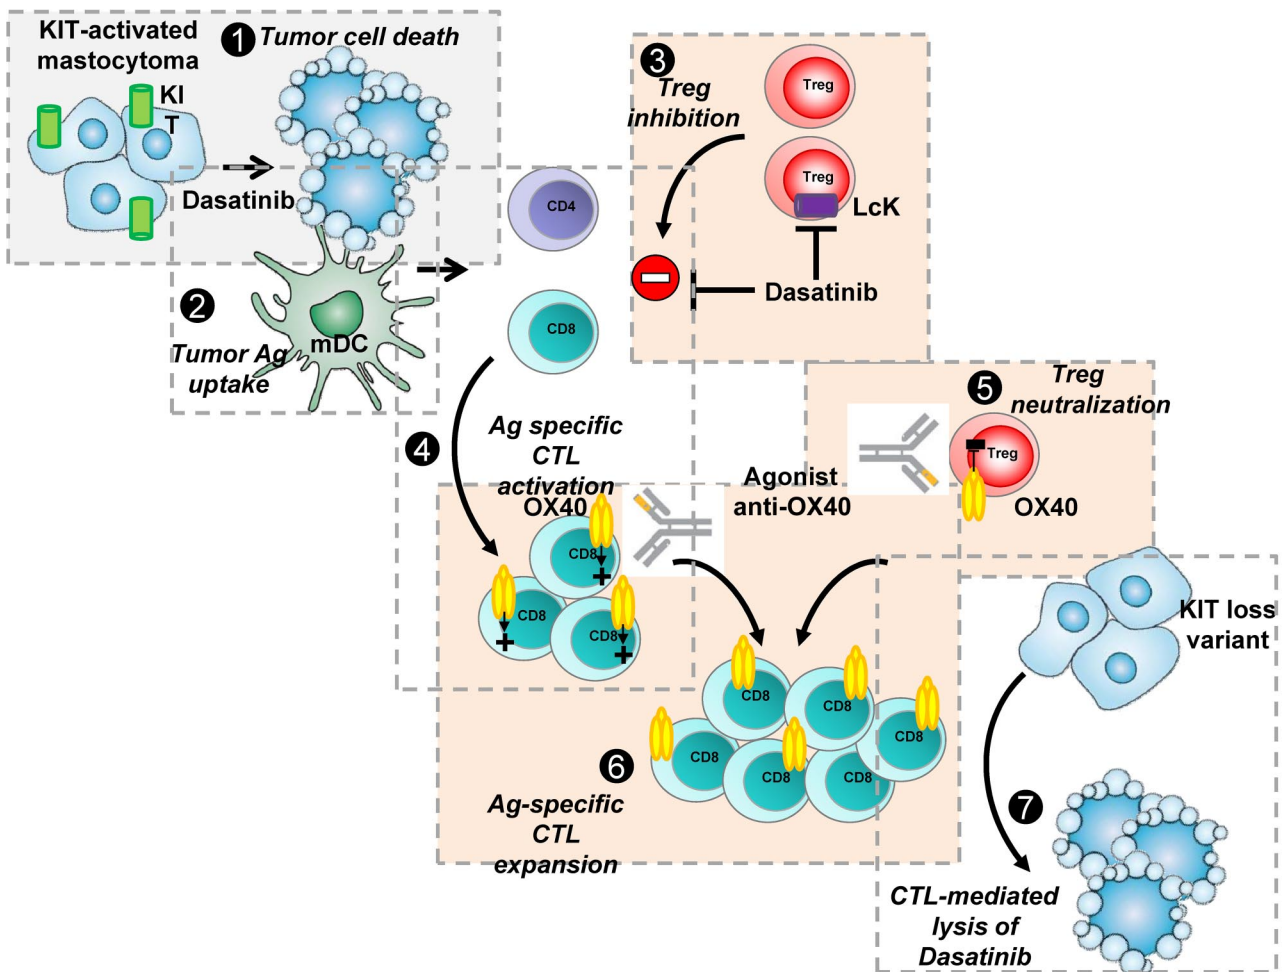 KIT-activated
mastocytoma
1
Tumor cell death
KI
T
Dasatinib
2
Tumor Ag
uptake
mDC
CD4
CD8
3
Treg
inhibition
Treg
Treg
LcK
Dasatinib
4
Ag specific
CTL
activation
OX40
CD8
+
CD8
+
CD8
+
Agonist
anti-OX40
5
Treg
neutralization
Treg
OX40
6
Ag-specific
CTL
expansion
CD8
CD8
CD8
CD8
CD8
CD8
KIT loss
variant
7
CTL-mediated
lysis of
Dasatinib